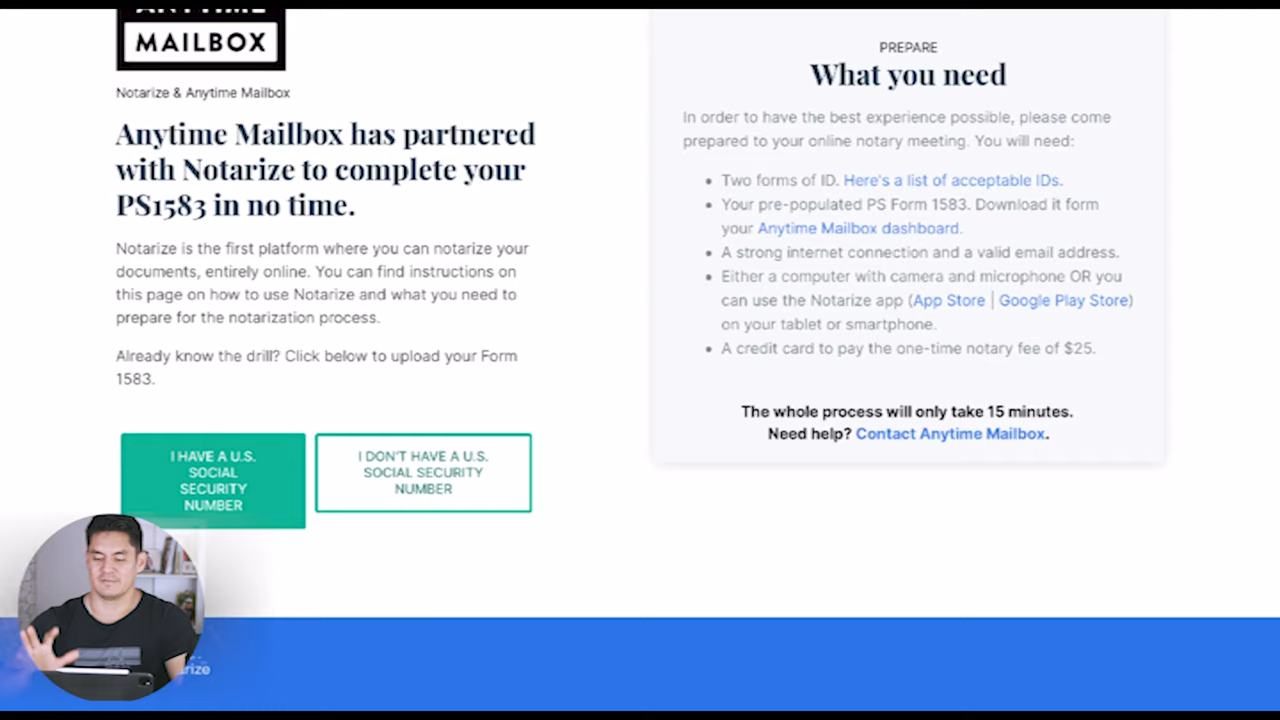 ANYTIME
MAILBOX
Notarize & Anytime Mailbox
Anytime Mailbox has partnered
with Notarize to complete your
PS1583 in no time.
Notarize is the first platform where you can notarize your
documents, entirely online. You can find instructions on
this page on how to use Notarize and what you need to
prepare for the notarization process.
Already know the drill? Click below to upload your Form
1583.
I HAVE A U.S.
SOCIAL
SECURITY
NUMBER
I DON'T HAVE A U.S.
SOCIAL SECURITY
NUMBER
PREPARE
What you need
In order to have the best experience possible, please come
prepared to your online notary meeting. You will need:
• Two forms of ID. Here's a list of acceptable IDs.
• Your pre-populated PS Form 1583. Download it form
your Anytime Mailbox dashboard.
• A strong internet connection and a valid email address.
• Either a computer with camera and microphone OR you
can use the Notarize app (App Store | Google Play Store)
on your tablet or smartphone.
• A credit card to pay the one-time notary fee of $25.
The whole process will only take 15 minutes.
Need help? Contact Anytime Mailbox.